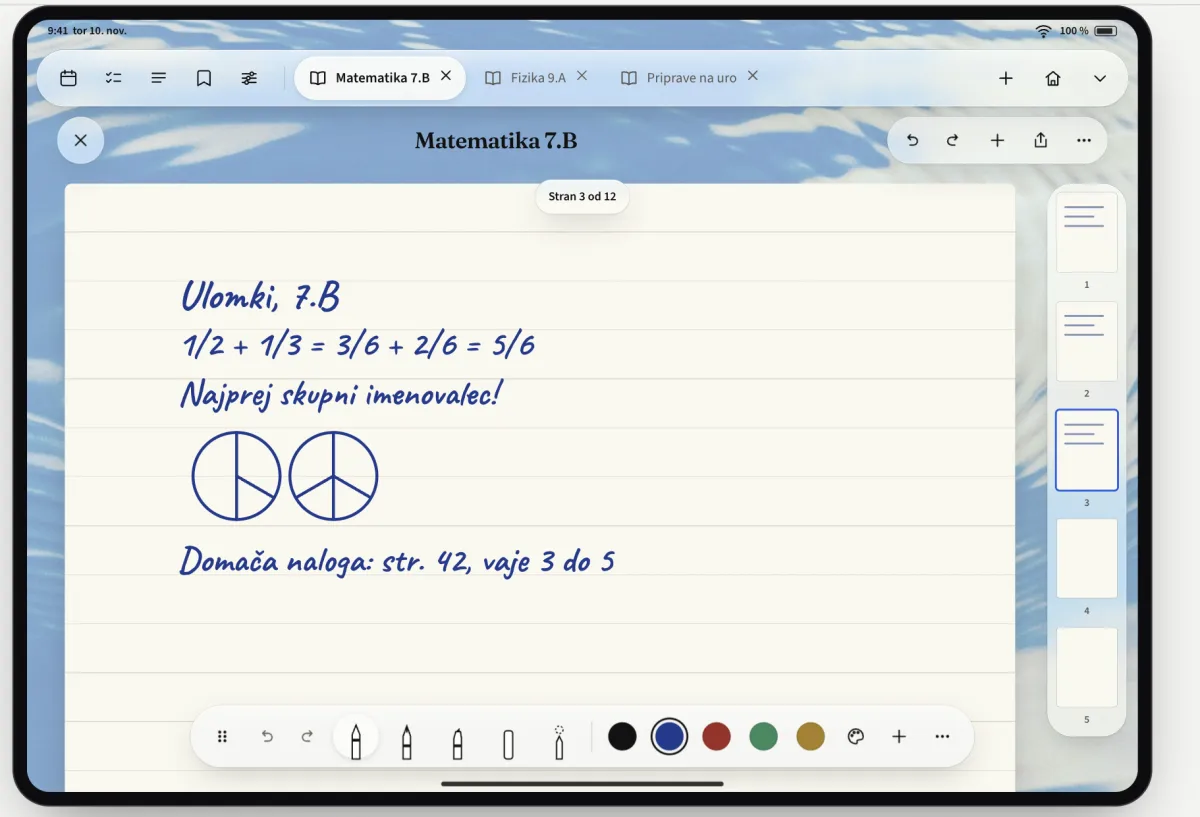 9:41 tor 10. nov.
100 %
Matematika 7.B
Fizika 9.A
Priprave na uro
Matematika 7.B
Stran 3 od 12
Ulomki, 7.B
1/2 + 1/3 = 3/6 + 2/6 = 5/6
Najprej skupni imenovalec!
Domača naloga: str. 42, vaje 3 do 5
1
2
3
4
5